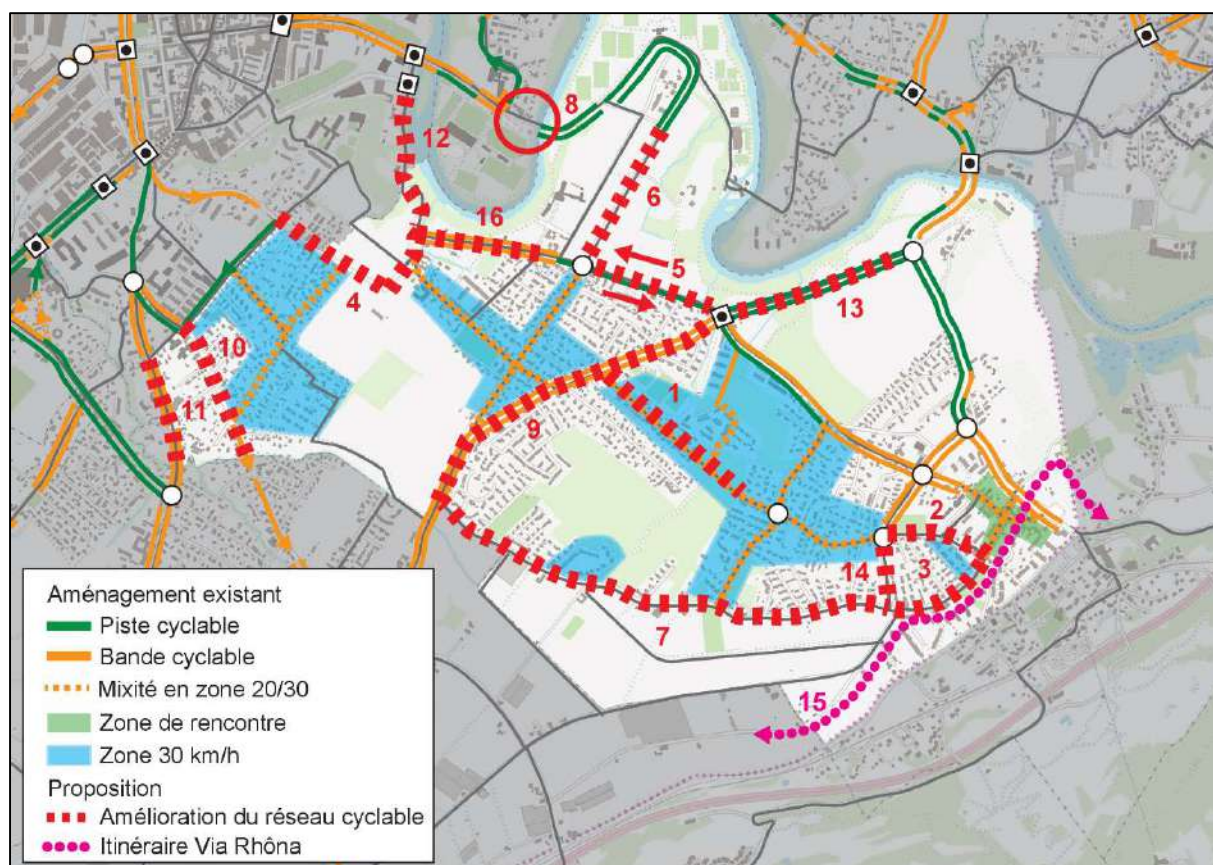 8
12
6
16
5
4
13
10
1
11
9
2
14
3
7
15
Aménagement existant
Piste cyclable
Bande cyclable
Mixité en zone 20/30
Zone de rencontre
Zone 30 km/h
Proposition
Amélioration du réseau cyclable
Itinéraire Via Rhôna